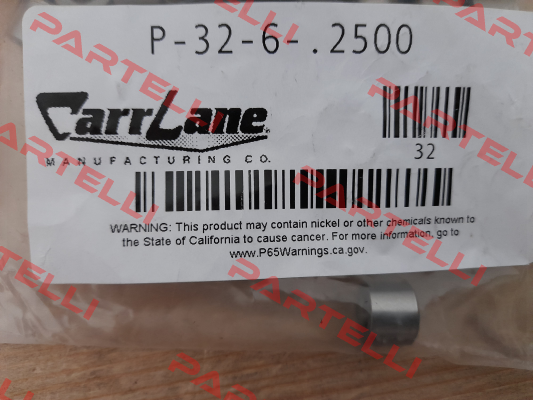 P-32-6-.2500
CarrLane®
MANUFACTURING CO.
32
WARNING: This product may contain nickel or other chemicals known to
the State of California to cause cancer. For more information, go to
www.P65Warnings.ca.gov.
PARTELLI
PARTELLI
PARTELLI
PARTELLI
PARTELLI